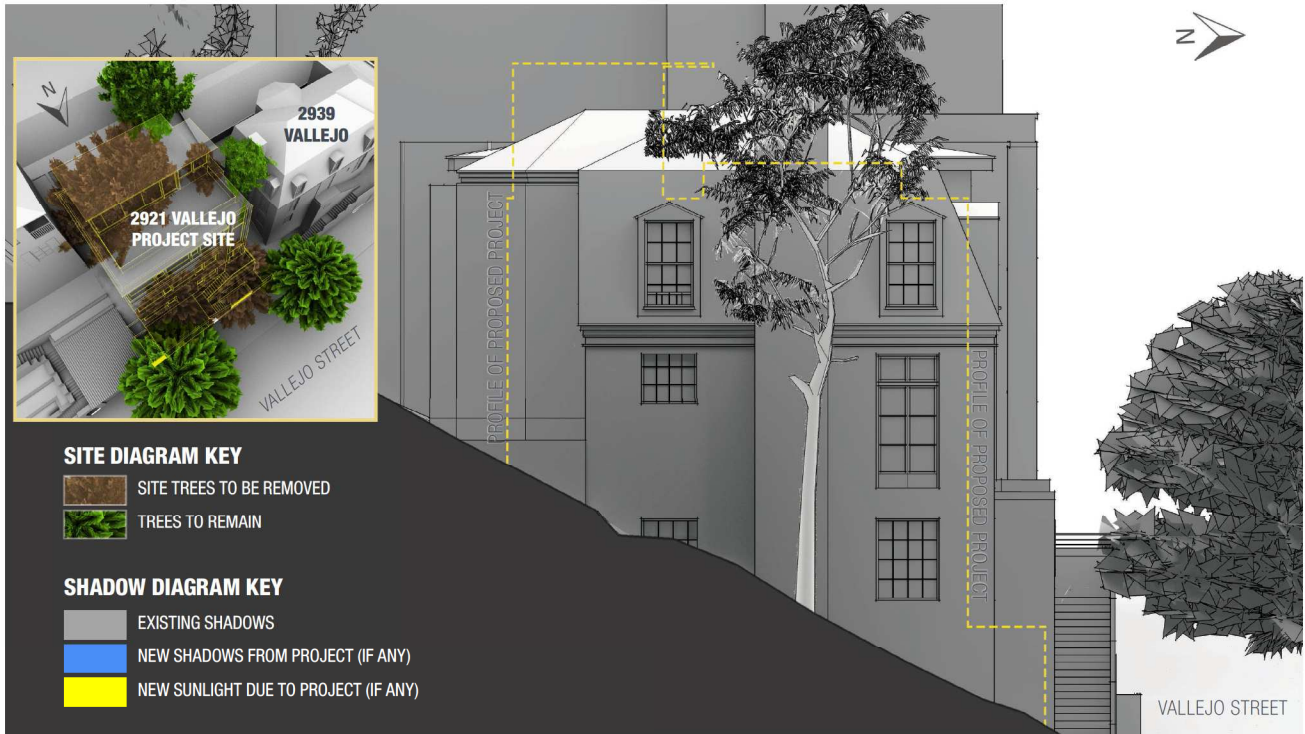 N
2939
VALLEJO
2921 VALLEJO
PROJECT SITE
VALLEJO STREET
SITE DIAGRAM KEY
SITE TREES TO BE REMOVED
TREES TO REMAIN
SHADOW DIAGRAM KEY
EXISTING SHADOWS
NEW SHADOWS FROM PROJECT (IF ANY)
NEW SUNLIGHT DUE TO PROJECT (IF ANY)
PROFILE OF PROPOSED PROJECT
PROFILE OF PROPOSED PROJECT
N
VALLEJO STREET